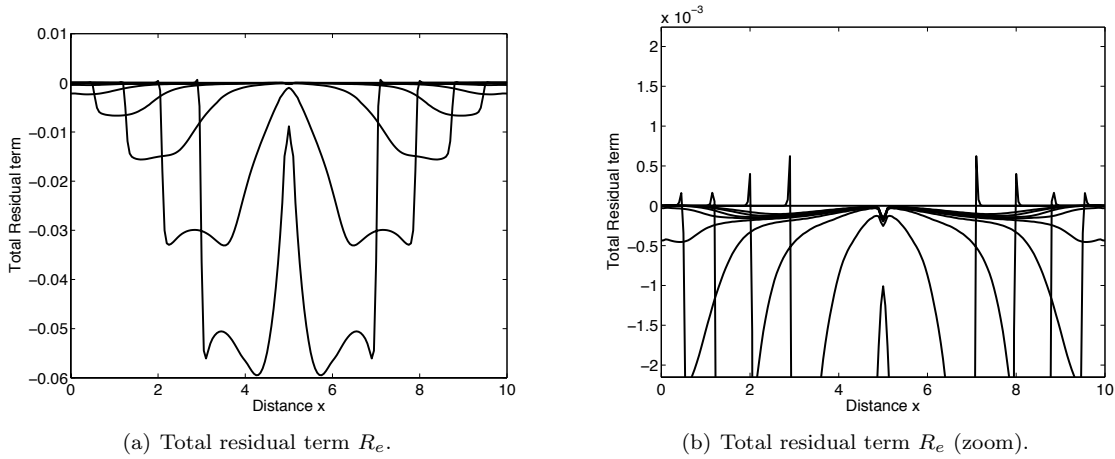 0.01
0
−0.01
−0.02
−0.03
−0.04
−0.05
−0.06
0 2 4 6 8 10
Distance x
Total Residual term
(a) Total residual term R_e.
x 10^−3
2
1.5
1
0.5
0
−0.5
−1
−1.5
−2
0 2 4 6 8 10
Distance x
Total Residual term
(b) Total residual term R_e (zoom).